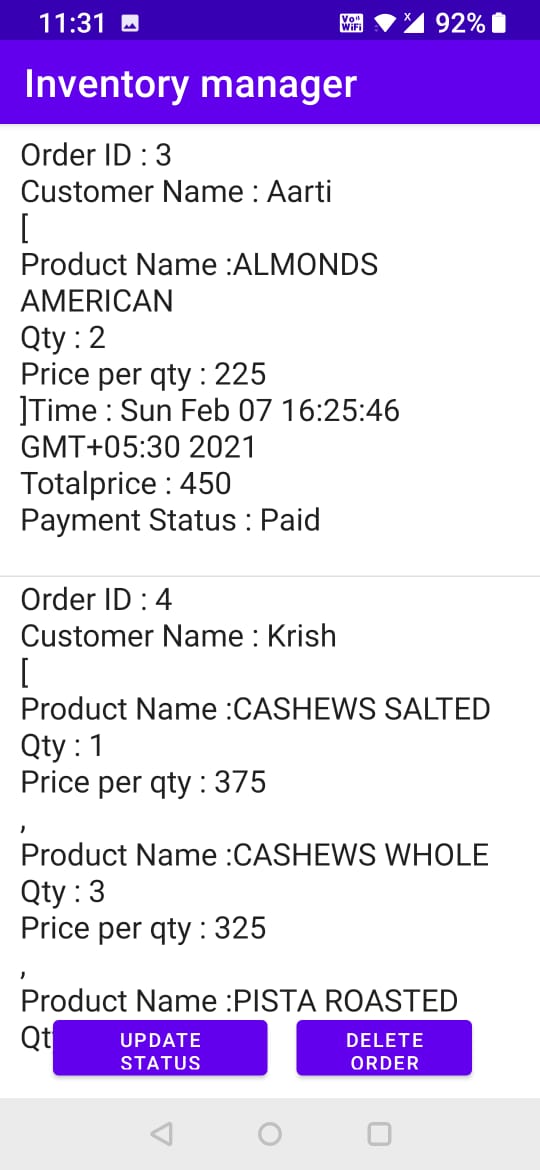 11:31 Vo)) WiFi x 92%
Inventory manager
Order ID : 3
Customer Name : Aarti
[
Product Name :ALMONDS
AMERICAN
Qty : 2
Price per qty : 225
]Time : Sun Feb 07 16:25:46
GMT+05:30 2021
Totalprice : 450
Payment Status : Paid
Order ID : 4
Customer Name : Krish
[
Product Name :CASHEWS SALTED
Qty : 1
Price per qty : 375
,
Product Name :CASHEWS WHOLE
Qty : 3
Price per qty : 325
,
Product Name :PISTA ROASTED
Qt
UPDATE
STATUS
DELETE
ORDER